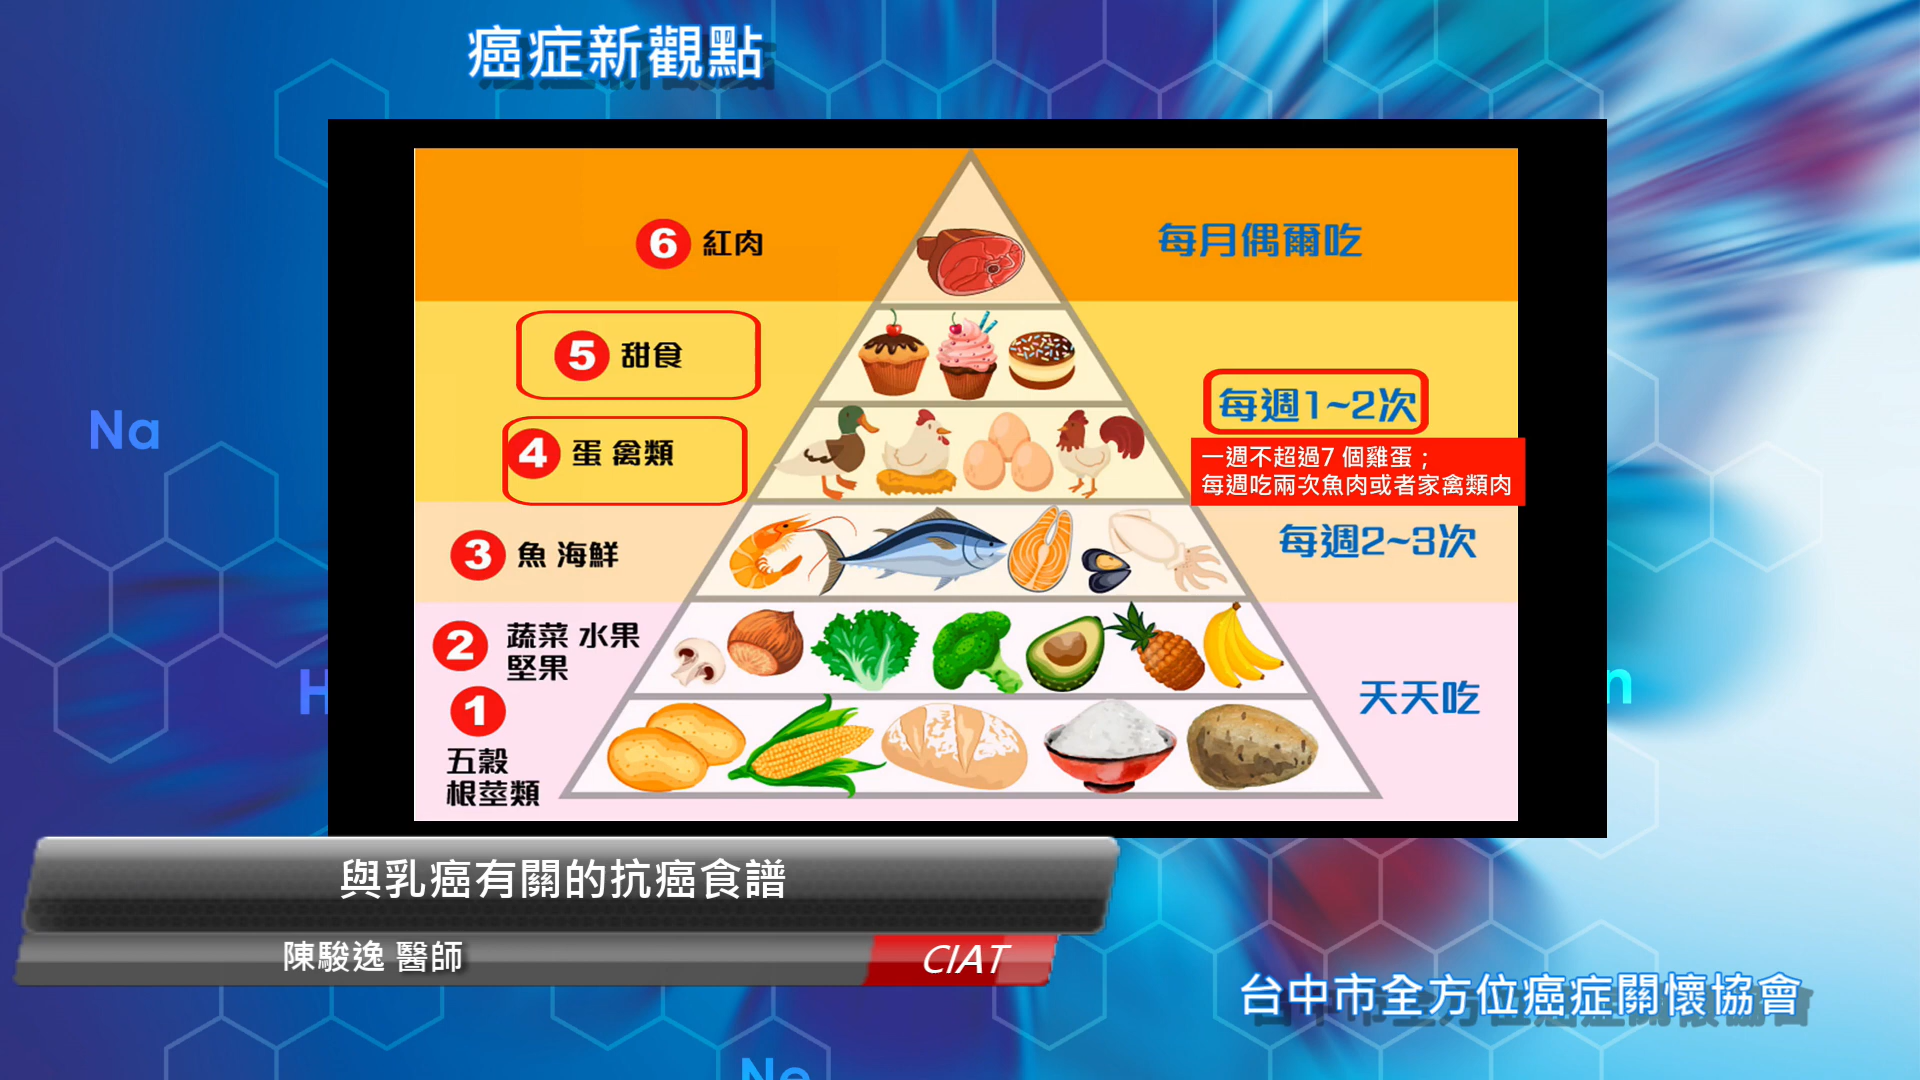 癌症新觀點
6 紅肉
每月偶爾吃
5 甜食
每週1~2次
4 蛋 禽類
一週不超過7 個雞蛋；
每週吃兩次魚肉或者家禽類肉
3 魚 海鮮
每週2~3次
2 蔬菜 水果
堅果
天天吃
1
五穀
根莖類
Na
H
n
與乳癌有關的抗癌食譜
陳駿逸 醫師
CIAT
台中市全方位癌症關懷協會
Ne